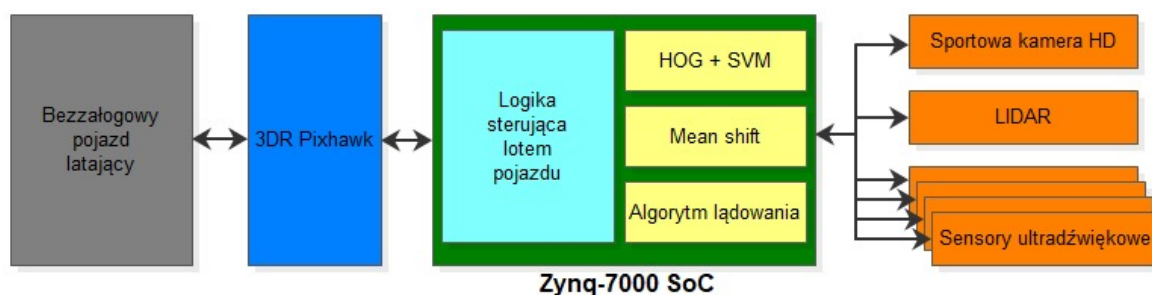 Bezzałogowy
pojazd
latający
3DR Pixhawk
Logika
sterująca
lotem
pojazdu
HOG + SVM
Mean shift
Algorytm lądowania
Zynq-7000 SoC
Sportowa kamera HD
LIDAR
Sensory ultradźwiękowe